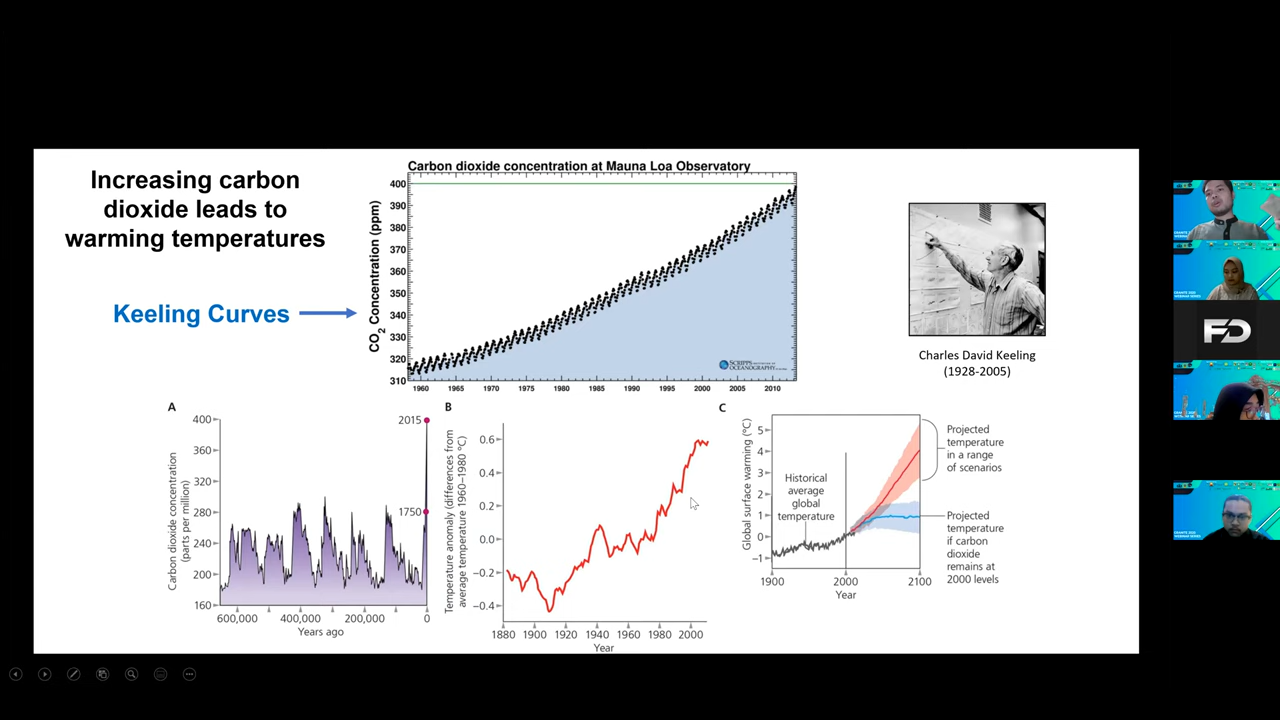 Increasing carbon
dioxide leads to
warming temperatures
Keeling Curves
Carbon dioxide concentration at Mauna Loa Observatory
CO2 Concentration (ppm)
400
390
380
370
360
350
340
330
320
310
1960
1965
1970
1975
1980
1985
1990
1995
2000
2005
2010
SCRIPPS
OCEANOGRAPHY
Charles David Keeling
(1928-2005)
A
Carbon dioxide concentration
(parts per million)
400
360
320
280
240
200
160
2015
1750
600,000
400,000
200,000
0
Years ago
B
Temperature anomaly (differences from
average temperature 1960–1980 °C)
0.6
0.4
0.2
0.0
−0.2
−0.4
1880
1900
1920
1940
1960
1980
2000
Year
C
Global surface warming (°C)
5
4
3
2
1
0
−1
Historical
average
global
temperature
1900
2000
2100
Year
Projected
temperature
in a range
of scenarios
Projected
temperature
if carbon
dioxide
remains at
2000 levels
FD